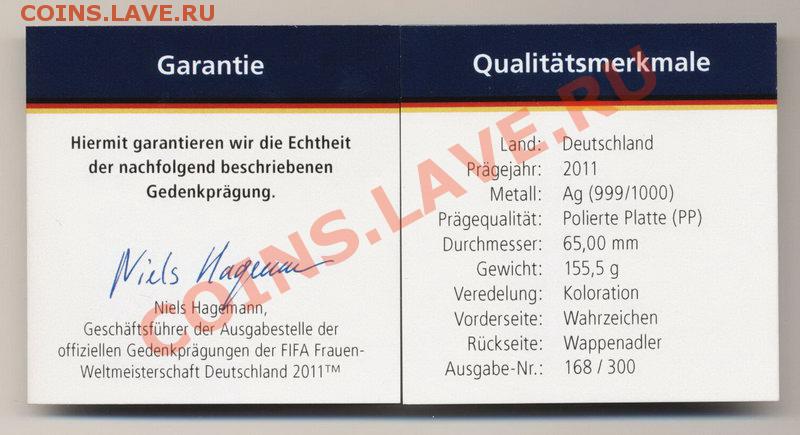 COINS.LAVE.RU
Garantie
Hiermit garantieren wir die Echtheit
der nachfolgend beschriebenen
Gedenkprägung.
Niels Hagemann
Niels Hagemann,
Geschäftsführer der Ausgabestelle der
offiziellen Gedenkprägungen der FIFA Frauen-
Weltmeisterschaft Deutschland 2011™
Qualitätsmerkmale
Land: Deutschland
Prägejahr: 2011
Metall: Ag (999/1000)
Prägequalität: Polierte Platte (PP)
Durchmesser: 65,00 mm
Gewicht: 155,5 g
Veredelung: Koloration
Vorderseite: Wahrzeichen
Rückseite: Wappenadler
Ausgabe-Nr.: 168 / 300
COINS.LAVE.RU